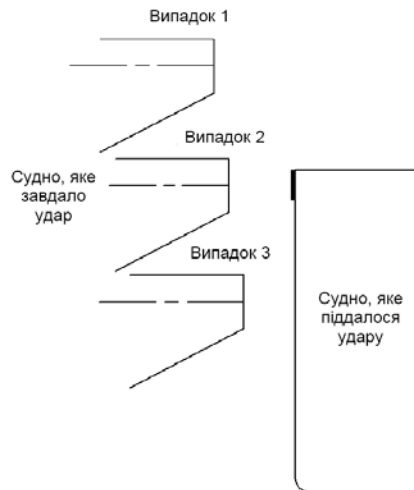 Випадок 1
Випадок 2
Судно, яке
завдало
удар
Випадок 3
Судно, яке
піддалося
удару